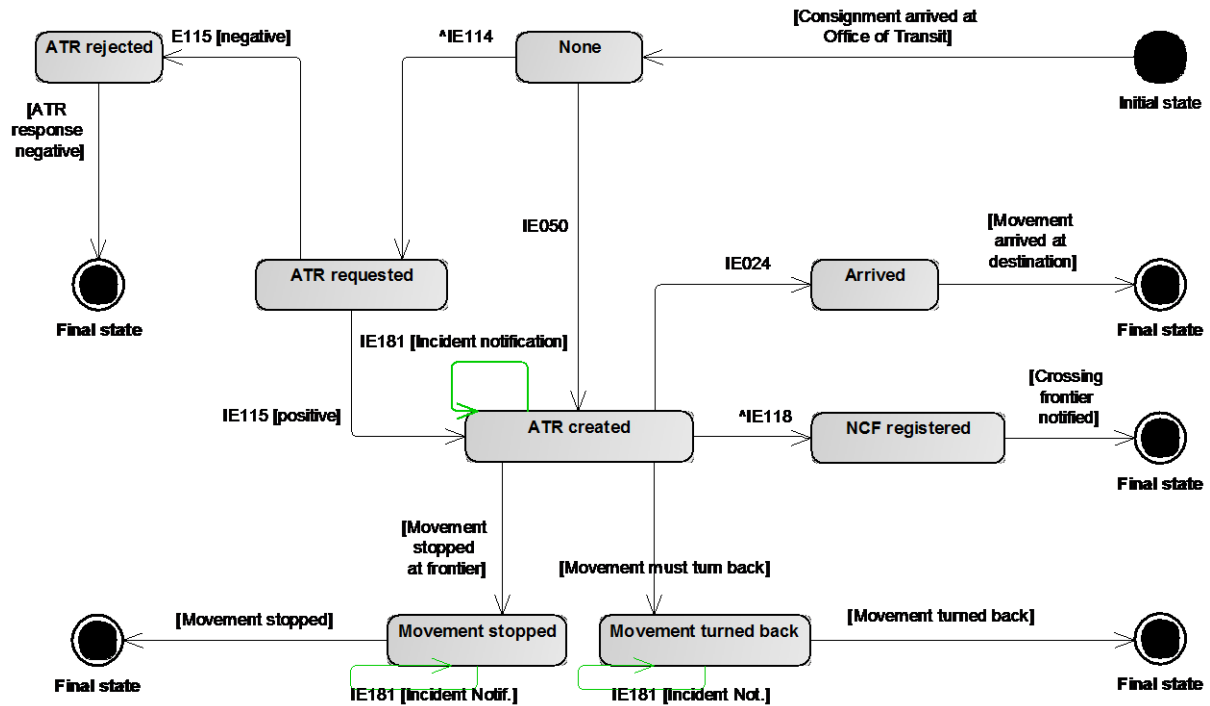 [Consignment arrived at
Office of Transit]
ATR rejected
E115 [negative]
^IE114
None
Initial state
[ATR
response
negative]
IE050
[Movement
arrived at
destination]
ATR requested
IE024
Arrived
Final state
Final state
IE181 [Incident notification]
[Crossing
frontier
notified]
IE115 [positive]
ATR created
^IE118
NCF registered
Final state
[Movement
stopped
at frontier]
[Movement must turn back]
[Movement stopped]
Movement stopped
Movement turned back
[Movement turned back]
Final state
IE181 [Incident Notif.]
IE181 [Incident Not.]
Final state